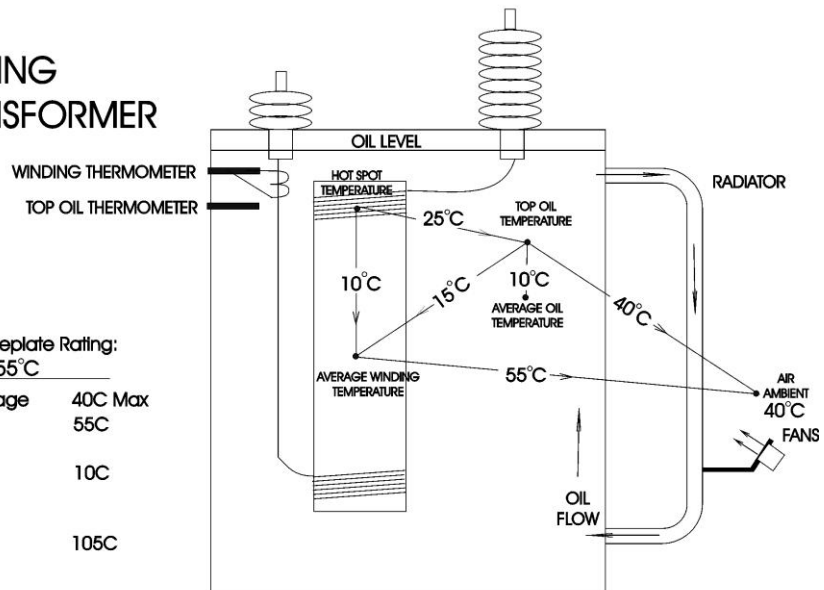 ING
NSFORMER
OIL LEVEL
WINDING THERMOMETER
TOP OIL THERMOMETER
HOT SPOT
TEMPERATURE
TOP OIL
TEMPERATURE
RADIATOR
25°C
10°C
15°C
10°C
40°C
AVERAGE OIL
TEMPERATURE
eplate Rating:
55°C
age 40C Max
55C
10C
105C
AVERAGE WINDING
TEMPERATURE
55°C
AIR
AMBIENT
40°C
FANS
OIL
FLOW